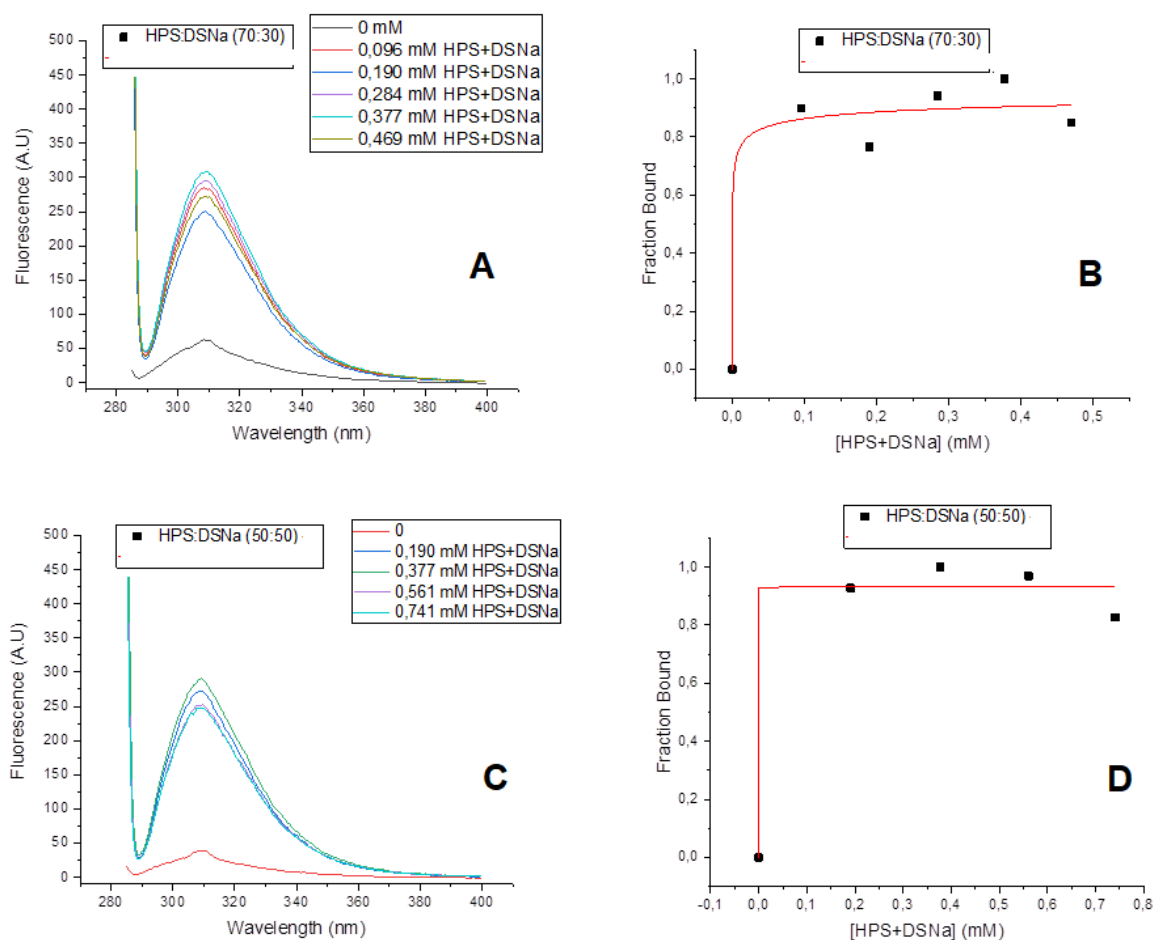 HPS:DSNa (70:30)
0 mM
0,096 mM HPS+DSNa
0,190 mM HPS+DSNa
0,284 mM HPS+DSNa
0,377 mM HPS+DSNa
0,469 mM HPS+DSNa
500
450
400
350
300
250
200
150
100
50
0
Fluorescence (A.U)
A
280 300 320 340 360 380 400
Wavelength (nm)
HPS:DSNa (70:30)
1,0
0,8
0,6
0,4
0,2
0,0
Fraction Bound
B
0,0 0,1 0,2 0,3 0,4 0,5
[HPS+DSNa] (mM)
HPS:DSNa (50:50)
0
0,190 mM HPS+DSNa
0,377 mM HPS+DSNa
0,561 mM HPS+DSNa
0,741 mM HPS+DSNa
500
450
400
350
300
250
200
150
100
50
0
Fluorescence (A.U)
C
280 300 320 340 360 380 400
Wavelength (nm)
HPS:DSNa (50:50)
1,0
0,8
0,6
0,4
0,2
0,0
Fraction Bound
D
-0,1 0,0 0,1 0,2 0,3 0,4 0,5 0,6 0,7 0,8
[HPS+DSNa] (mM)